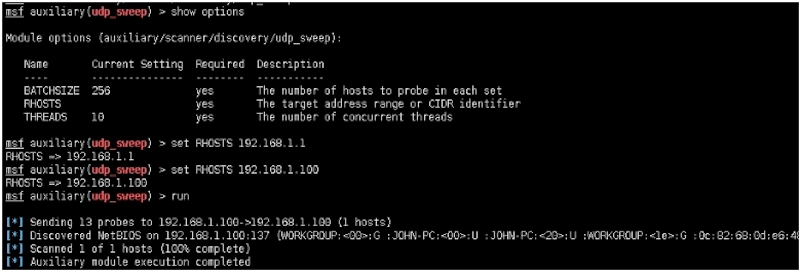 msf auxiliary(udp_sweep) > show options
Module options (auxiliary/scanner/discovery/udp_sweep):
Name Current Setting Required Description
---- --------------- -------- -----------
BATCHSIZE 256 yes The number of hosts to probe in each set
RHOSTS yes The target address range or CIDR identifier
THREADS 10 yes The number of concurrent threads
msf auxiliary(udp_sweep) > set RHOSTS 192.168.1.1
RHOSTS => 192.168.1.1
msf auxiliary(udp_sweep) > set RHOSTS 192.168.1.100
RHOSTS => 192.168.1.100
msf auxiliary(udp_sweep) > run
[*] Sending 13 probes to 192.168.1.100->192.168.1.100 (1 hosts)
[*] Discovered NetBIOS on 192.168.1.100:137 (WORKGROUP:<00>:G :JOHN-PC:<00>:U :JOHN-PC:<20>:U :WORKGROUP:<1e>:G :0c:82:68:0d:e6:48
[*] Scanned 1 of 1 hosts (100% complete)
[*] Auxiliary module execution completed